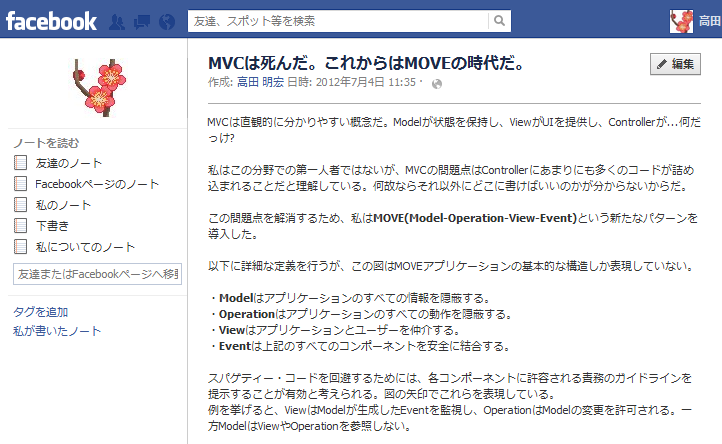 facebook
友達、スポット等を検索
高田
MVCは死んだ。これからはMOVEの時代だ。
編集
作成: 高田 明宏 日時: 2012年7月4日 11:35 ·
MVCは直観的に分かりやすい概念だ。Modelが状態を保持し、ViewがUIを提供し、Controllerが...何だ
っけ?
ノートを読む
友達のノート
Facebookページのノート
私のノート
下書き
私についてのノート
友達またはFacebookページへ移動
タグを追加
私が書いたノート
私はこの分野での第一人者ではないが、MVCの問題点はControllerにあまりにも多くのコードが詰め
込まれることだと理解している。何故ならそれ以外にどこに書けばいいのかが分からないからだ。
この問題点を解消するため、私はMOVE(Model-Operation-View-Event)という新たなパターンを
導入した。
以下に詳細な定義を行うが、この図はMOVEアプリケーションの基本的な構造しか表現していない。
・Modelはアプリケーションのすべての情報を隠蔽する。
・Operationはアプリケーションのすべての動作を隠蔽する。
・Viewはアプリケーションとユーザーを仲介する。
・Eventは上記のすべてのコンポーネントを安全に結合する。
スパゲティー・コードを回避するためには、各コンポーネントに許容される責務のガイドラインを
提示することが有効と考えられる。図の矢印でこれらを表現している。
例を挙げると、ViewはModelが生成したEventを監視し、OperationはModelの変更を許可される。一
方ModelはViewやOperationを参照しない。